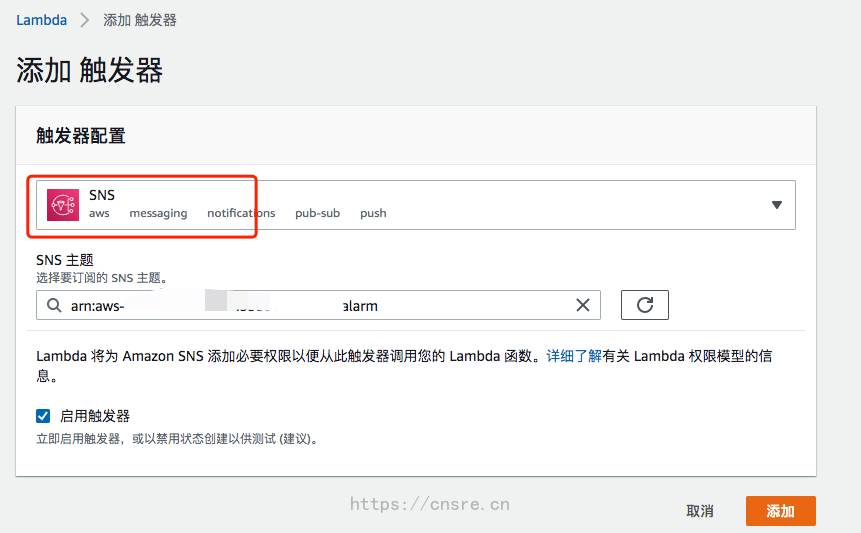 Lambda > 添加 触发器
添加 触发器
触发器配置
SNS
aws messaging notifications pub-sub push
SNS 主题
选择要订阅的 SNS 主题。
arn:aws- alarm
Lambda 将为 Amazon SNS 添加必要权限以便从此触发器调用您的 Lambda 函数。详细了解有关 Lambda 权限模型的信
息。
启用触发器
立即启用触发器，或以禁用状态创建以供测试 (建议)。
https://cnsre.cn
取消 添加